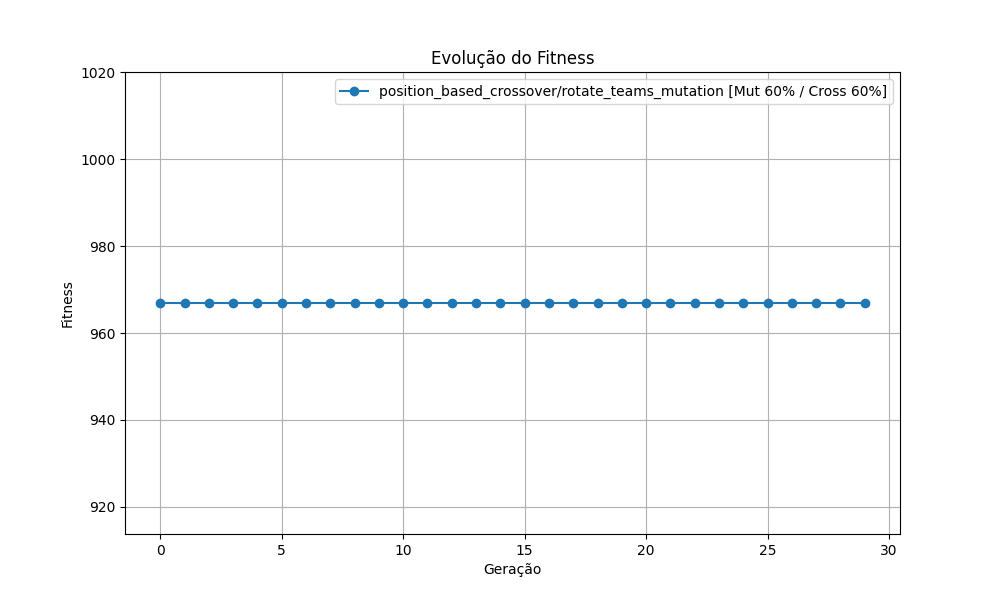 Evolução do Fitness
position_based_crossover/rotate_teams_mutation [Mut 60% / Cross 60%]
1020
1000
980
960
940
920
Fitness
0 5 10 15 20 25 30
Geração